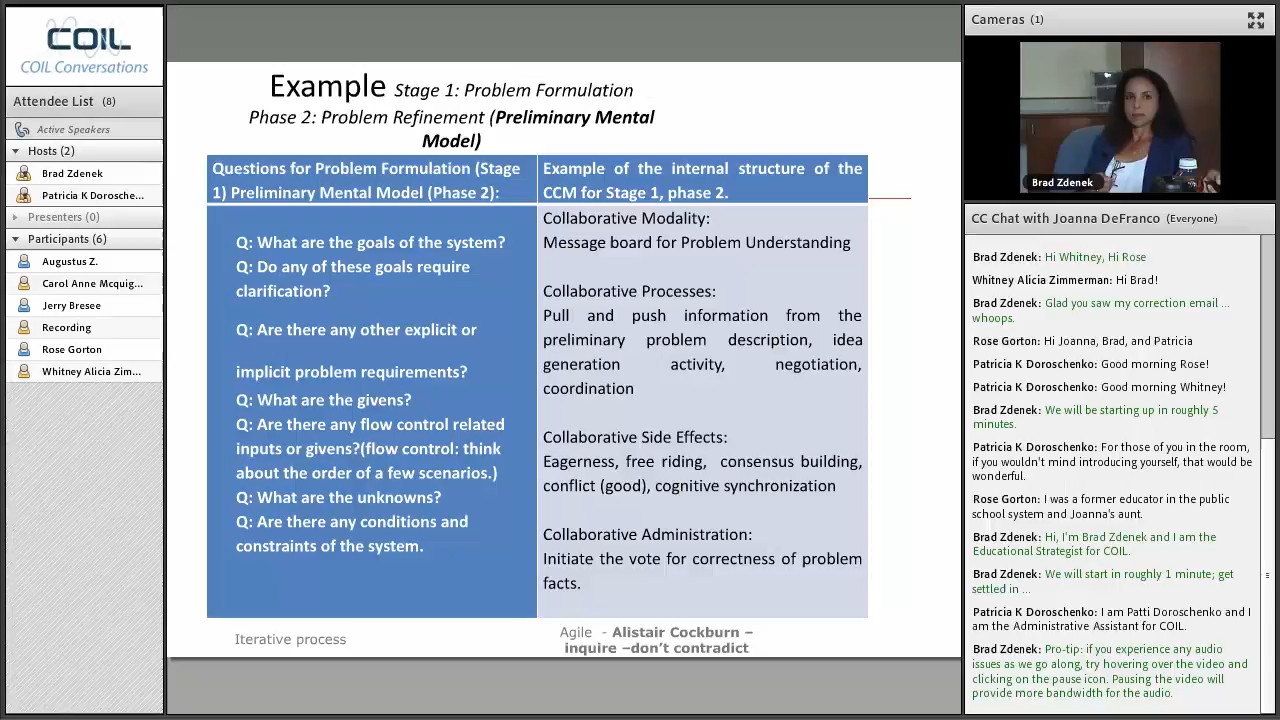 COIL
COIL Conversations
Attendee List (8)
Active Speakers
Hosts (2)
Brad Zdenek
Patricia K Dorosche...
Presenters (0)
Participants (6)
Augustus Z.
Carol Anne Mcquig...
Jerry Bresee
Recording
Rose Gorton
Whitney Alicia Zim...
Example Stage 1: Problem Formulation
Phase 2: Problem Refinement (Preliminary Mental
Model)
Questions for Problem Formulation (Stage
1) Preliminary Mental Model (Phase 2):
Q: What are the goals of the system?
Q: Do any of these goals require
clarification?
Q: Are there any other explicit or
implicit problem requirements?
Q: What are the givens?
Q: Are there any flow control related
inputs or givens?(flow control: think
about the order of a few scenarios.)
Q: What are the unknowns?
Q: Are there any conditions and
constraints of the system.
Example of the internal structure of the
CCM for Stage 1, phase 2.
Collaborative Modality:
Message board for Problem Understanding
Collaborative Processes:
Pull and push information from the
preliminary problem description, idea
generation activity, negotiation,
coordination
Collaborative Side Effects:
Eagerness, free riding, consensus building,
conflict (good), cognitive synchronization
Collaborative Administration:
Initiate the vote for correctness of problem
facts.
Iterative process
Agile - Alistair Cockburn –
inquire –don't contradict
Cameras (1)
Brad Zdenek
CC Chat with Joanna DeFranco (Everyone)
Brad Zdenek: Hi Whitney, Hi Rose
Whitney Alicia Zimmerman: Hi Brad!
Brad Zdenek: Glad you saw my correction email ...
whoops.
Rose Gorton: Hi Joanna, Brad, and Patricia
Patricia K Doroschenko: Good morning Rose!
Patricia K Doroschenko: Good morning Whitney!
Brad Zdenek: We will be starting up in roughly 5
minutes.
Patricia K Doroschenko: For those of you in the room,
if you wouldn't mind introducing yourself, that would be
wonderful.
Rose Gorton: I was a former educator in the public
school system and Joanna's aunt.
Brad Zdenek: Hi, I'm Brad Zdenek and I am the
Educational Strategist for COIL.
Brad Zdenek: We will start in roughly 1 minute; get
settled in ...
Patricia K Doroschenko: I am Patti Doroschenko and I
am the Administrative Assistant for COIL.
Brad Zdenek: Pro-tip: if you experience any audio
issues as we go along, try hovering over the video and
clicking on the pause icon. Pausing the video will
provide more bandwidth for the audio.